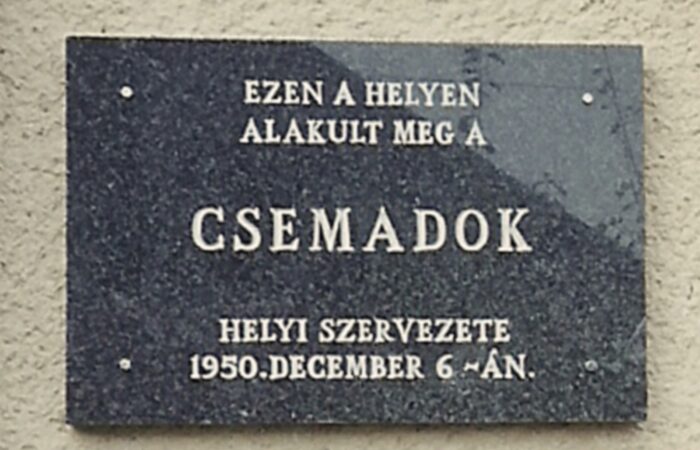 EZEN A HELYEN
ALAKULT MEG A
CSEMADOK
HELYI SZERVEZETE
1950.DECEMBER 6~ÁN.